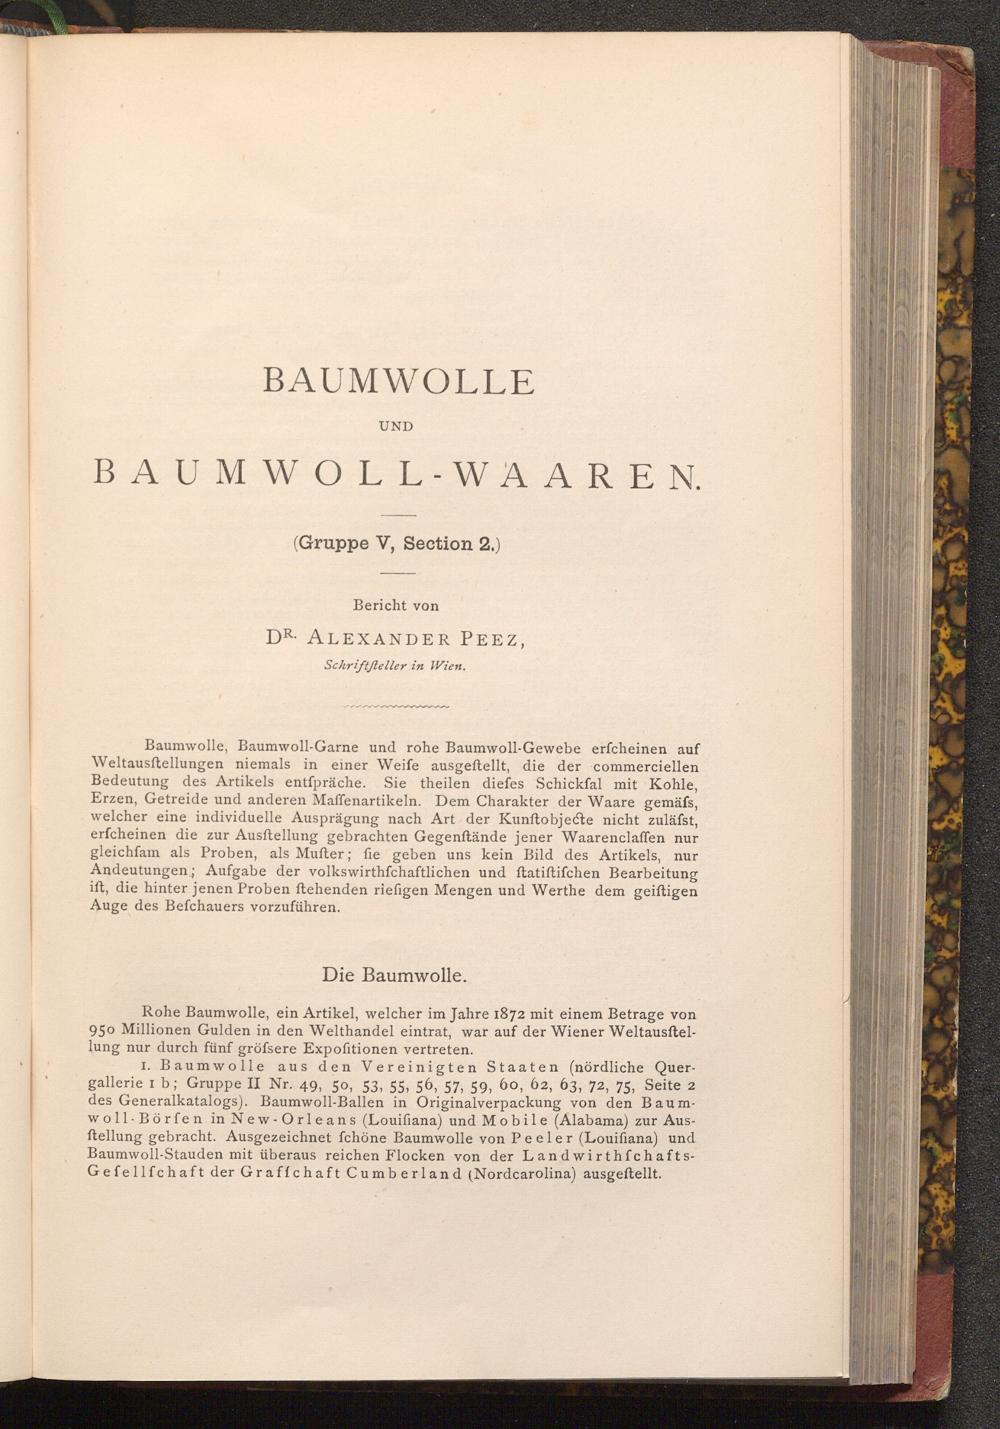 BAUMWOLLE
UND
BAUMWOLL-WAAREN.
(Gruppe V, Section 2.)
Bericht von
DR. ALEXANDER PEEZ,
Schriftſteller in Wien.
Baumwolle, Baumwoll-Garne und rohe Baumwoll-Gewebe erſcheinen auf
Weltausſtellungen niemals in einer Weiſe ausgeſtellt, die der commerciellen
Bedeutung des Artikels entſpräche. Sie theilen dieſes Schickſal mit Kohle,
Erzen, Getreide und anderen Maſſenartikeln. Dem Charakter der Waare gemäſs,
welcher eine individuelle Ausprägung nach Art der Kunſtobjecte nicht zuläſst,
erſcheinen die zur Ausſtellung gebrachten Gegenſtände jener Waarenclaſſen nur
gleichſam als Proben, als Muſter; ſie geben uns kein Bild des Artikels, nur
Andeutungen; Aufgabe der volkswirthſchaftlichen und ſtatiſtiſchen Bearbeitung
iſt, die hinter jenen Proben ſtehenden rieſigen Mengen und Werthe dem geiſtigen
Auge des Beſchauers vorzuführen.
Die Baumwolle.
Rohe Baumwolle, ein Artikel, welcher im Jahre 1872 mit einem Betrage von
950 Millionen Gulden in den Welthandel eintrat, war auf der Wiener Weltausſtel-
lung nur durch fünf gröſsere Expoſitionen vertreten.
1. Baumwolle aus den Vereinigten Staaten (nördliche Quer-
gallerie 1 b; Gruppe II Nr. 49, 50, 53, 55, 56, 57, 59, 60, 62, 63, 72, 75, Seite 2
des Generalkatalogs). Baumwoll-Ballen in Originalverpackung von den Baum-
woll-Börſen in New-Orleans (Louiſiana) und Mobile (Alabama) zur Aus-
ſtellung gebracht. Ausgezeichnet ſchöne Baumwolle von Peeler (Louiſiana) und
Baumwoll-Stauden mit überaus reichen Flocken von der Landwirthſchafts-
Geſellſchaft der Graſſchaft Cumberland (Nordcarolina) ausgeſtellt.